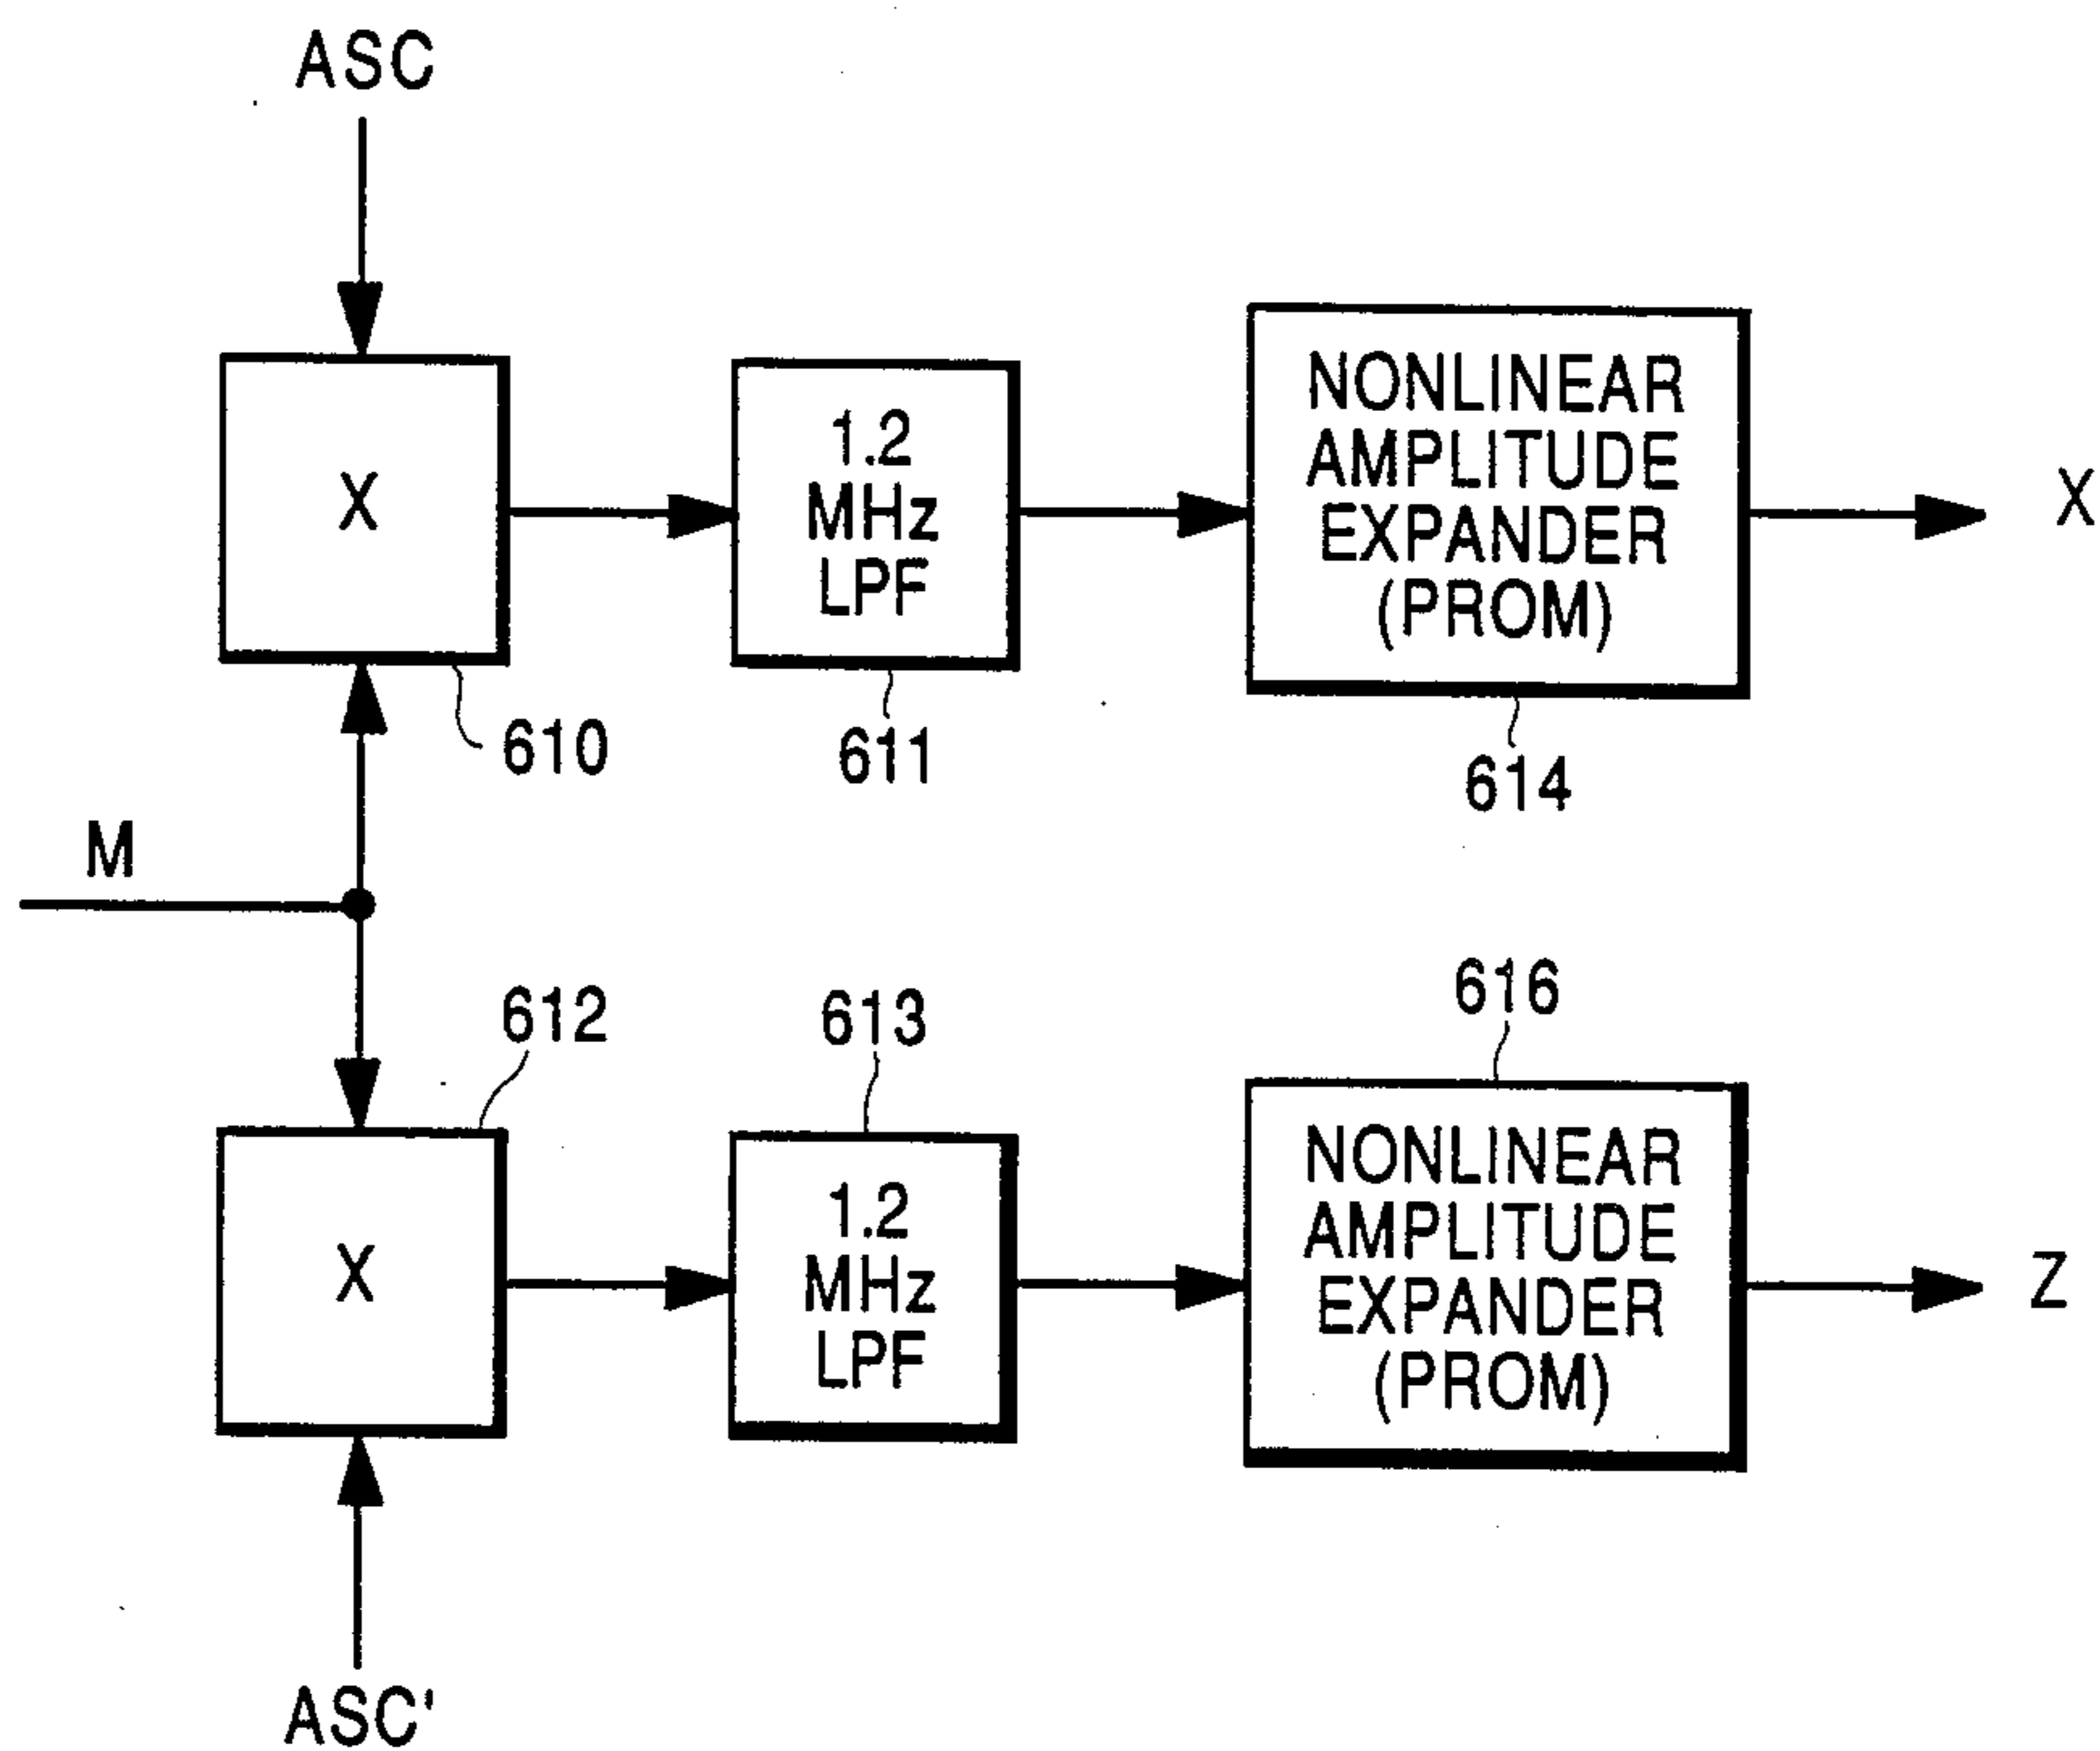 ASC
X
1.2
MHz
LPF
NONLINEAR
AMPLITUDE
EXPANDER
(PROM)
X
610
611
614
M
612
613
616
X
1.2
MHz
LPF
NONLINEAR
AMPLITUDE
EXPANDER
(PROM)
Z
ASC'